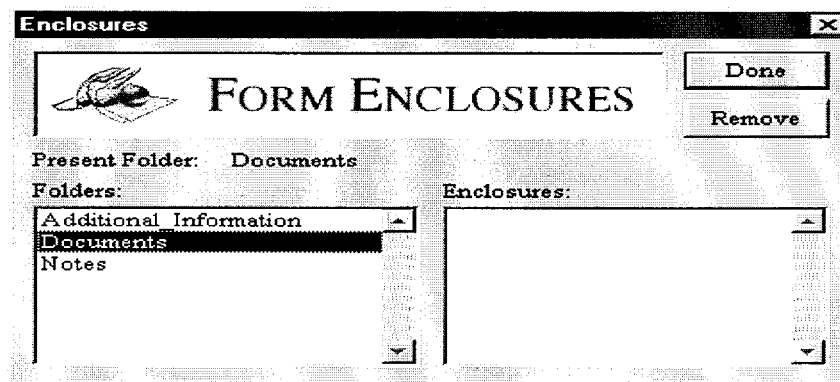 Enclosures
FORM ENCLOSURES
Done
Remove
Present Folder: Documents
Folders:
Enclosures:
Additional_Information
Documents
Notes